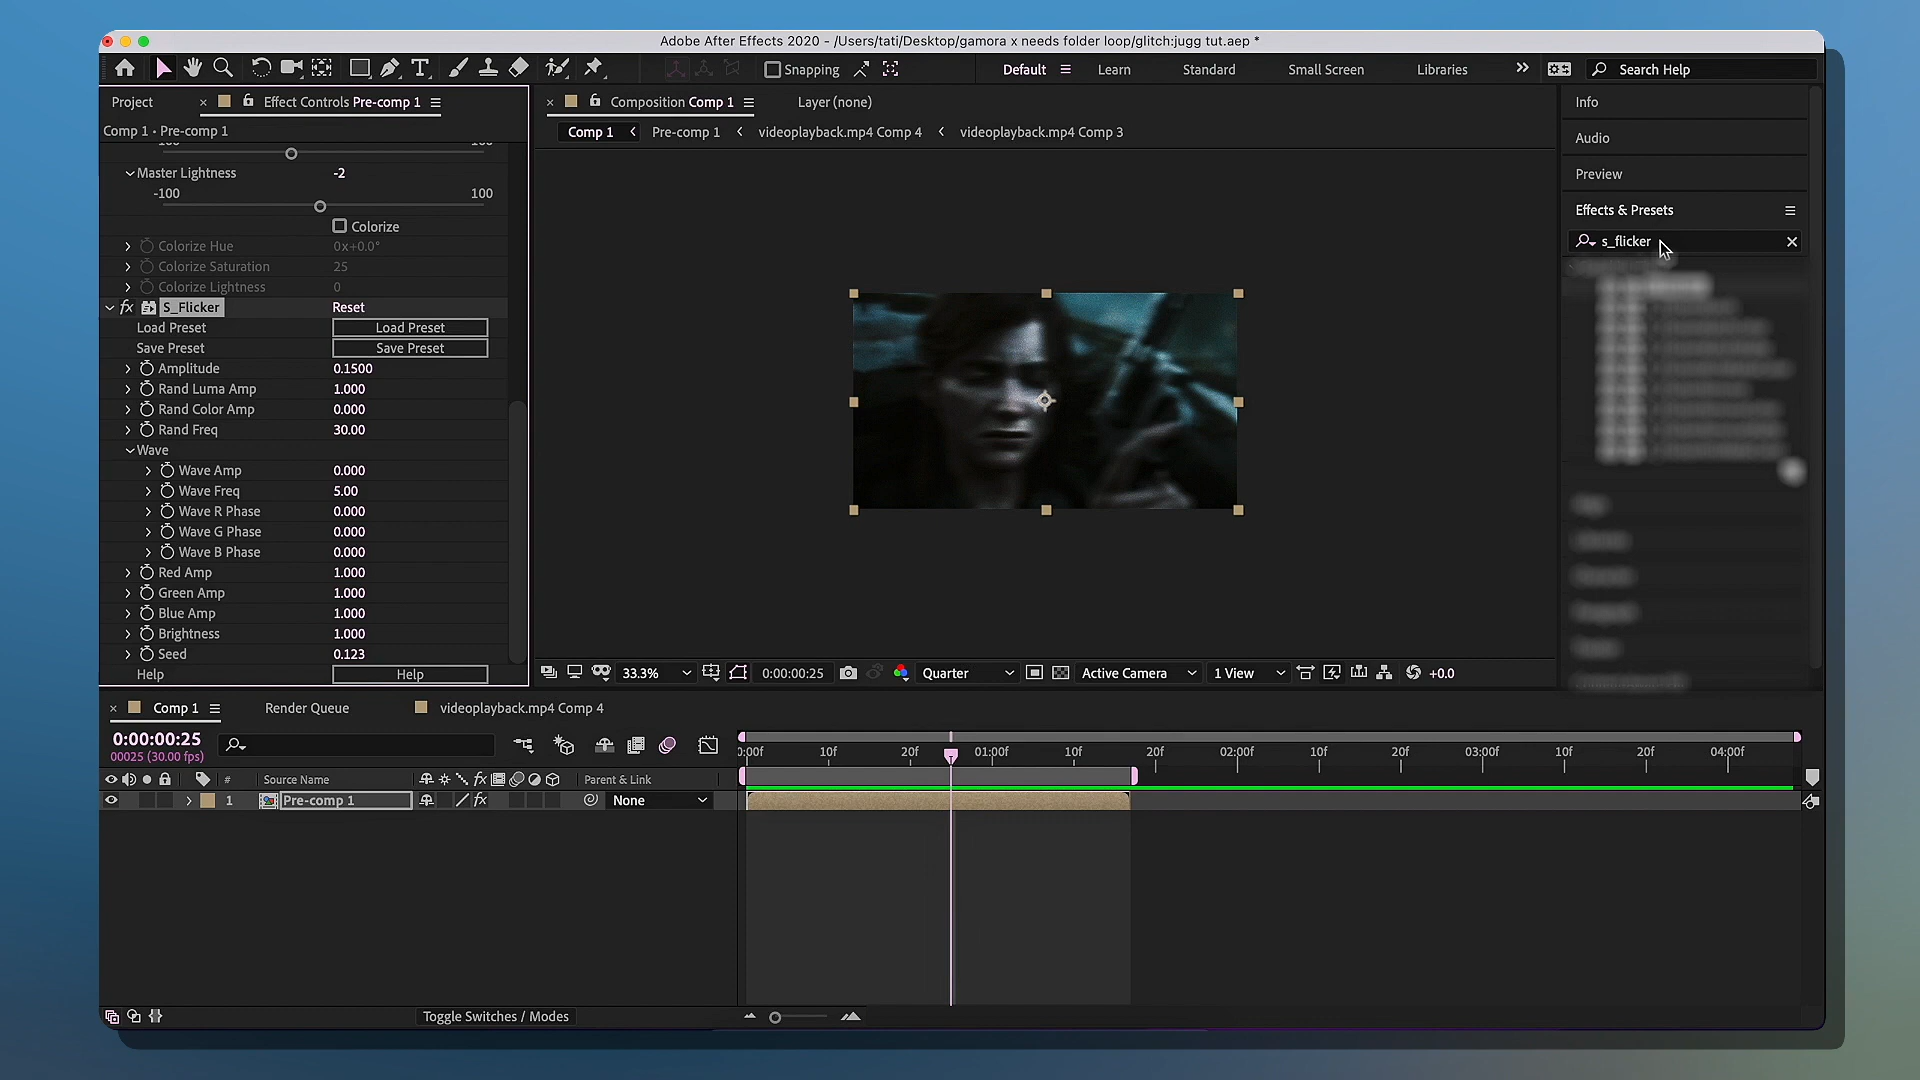 Adobe After Effects 2020 - /Users/tati/Desktop/gamora x needs folder loop/glitch:jugg tut.aep *
Snapping
Default
Learn
Standard
Small Screen
Libraries
Search Help
Project
Effect Controls Pre-comp 1
Composition Comp 1
Layer (none)
Info
Comp 1 • Pre-comp 1
Comp 1
Pre-comp 1
videoplayback.mp4 Comp 4
videoplayback.mp4 Comp 3
Audio
Preview
Effects & Presets
s_flicker
Master Lightness -2
-100 100
Colorize
Colorize Hue 0x+0.0°
Colorize Saturation 25
Colorize Lightness 0
fx S_Flicker Reset
Load Preset Load Preset
Save Preset Save Preset
Amplitude 0.1500
Rand Luma Amp 1.000
Rand Color Amp 0.000
Rand Freq 30.00
Wave
Wave Amp 0.000
Wave Freq 5.00
Wave R Phase 0.000
Wave G Phase 0.000
Wave B Phase 0.000
Red Amp 1.000
Green Amp 1.000
Blue Amp 1.000
Brightness 1.000
Seed 0.123
Help Help
33.3%
0:00:00:25
Quarter
Active Camera
1 View
+0.0
Comp 1
Render Queue
videoplayback.mp4 Comp 4
0:00:00:25
00025 (30.00 fps)
0:00f 10f 20f 01:00f 10f 20f 02:00f 10f 20f 03:00f 10f 20f 04:00f
# Source Name fx Parent & Link
1 Pre-comp 1 fx None
Toggle Switches / Modes